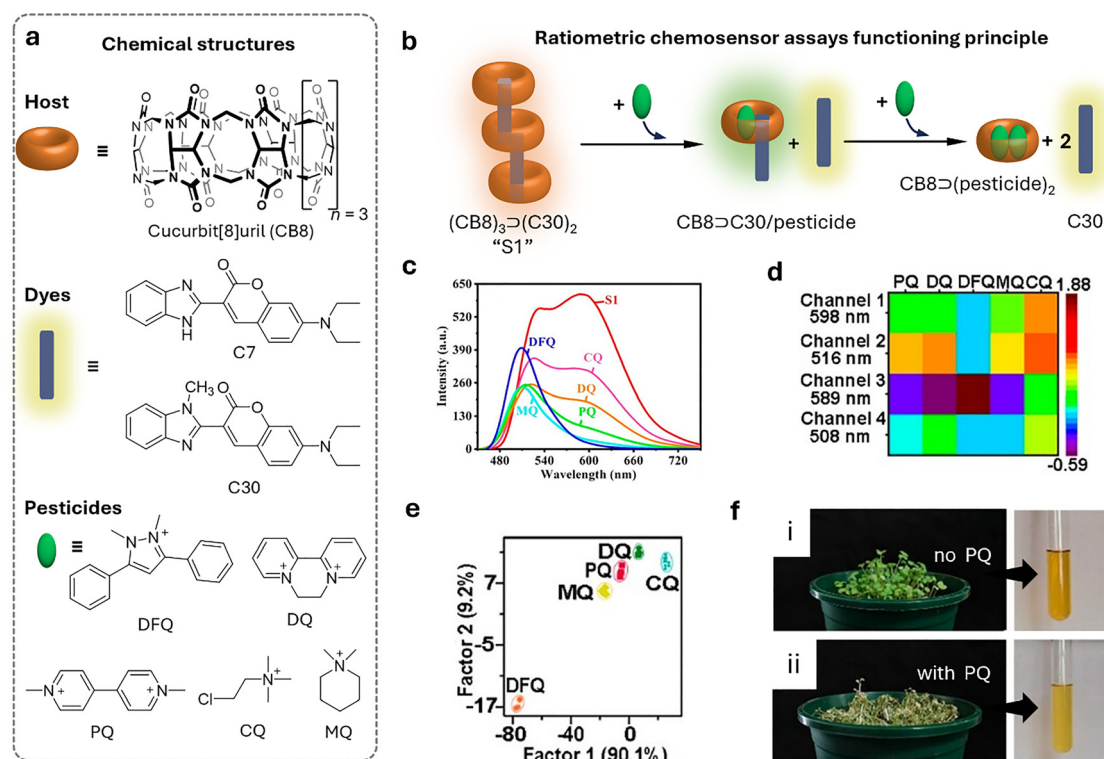 a
Chemical structures
Host
≡
n = 3
Cucurbit[8]uril (CB8)
Dyes
≡
C7
C30
Pesticides
≡
DFQ
DQ
PQ
CQ
MQ
b
Ratiometric chemosensor assays functioning principle
+
+
+
+ 2
(CB8)₃⊃(C30)₂
"S1"
CB8⊃C30/pesticide
CB8⊃(pesticide)₂
C30
c
650
520
390
260
130
0
Intensity (a.u.)
S1
DFQ
CQ
DQ
MQ
PQ
480
540
600
660
720
Wavelength (nm)
d
PQ
DQ
DFQ
MQ
CQ
Channel 1
598 nm
Channel 2
516 nm
Channel 3
589 nm
Channel 4
508 nm
1.88
-0.59
e
Factor 2 (9.2%)
7
-5
-17
DQ
PQ
MQ
CQ
DFQ
-80
-40
0
Factor 1 (90.1%)
f
i
no PQ
ii
with PQ